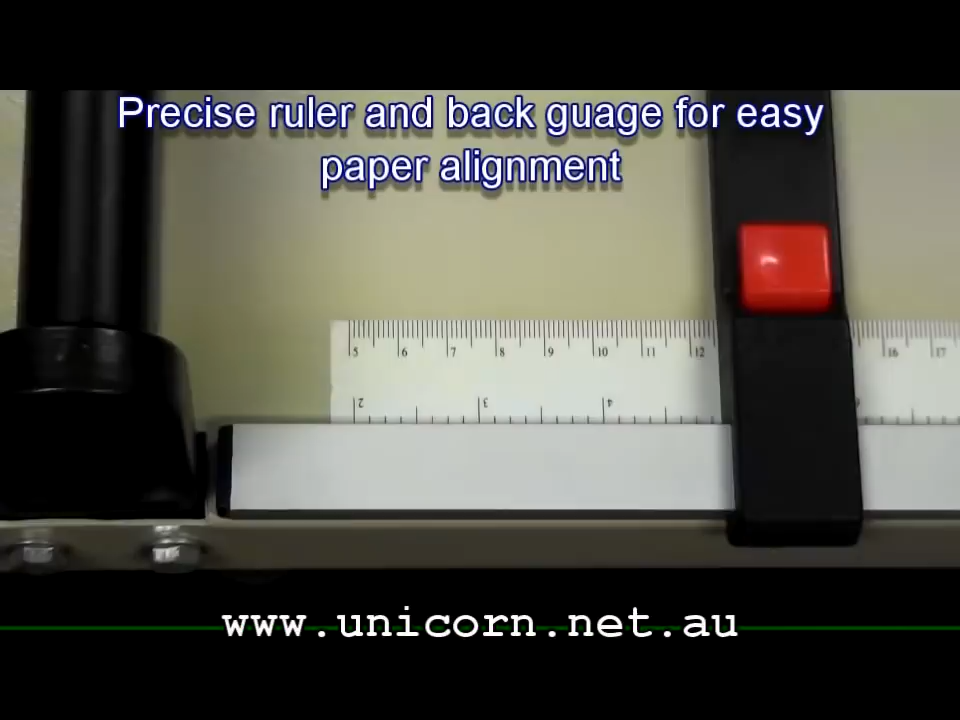 Precise ruler and back guage for easy
paper alignment
5 6 7 8 9 10 11 12 16 17
2 3 4
www.unicorn.net.au